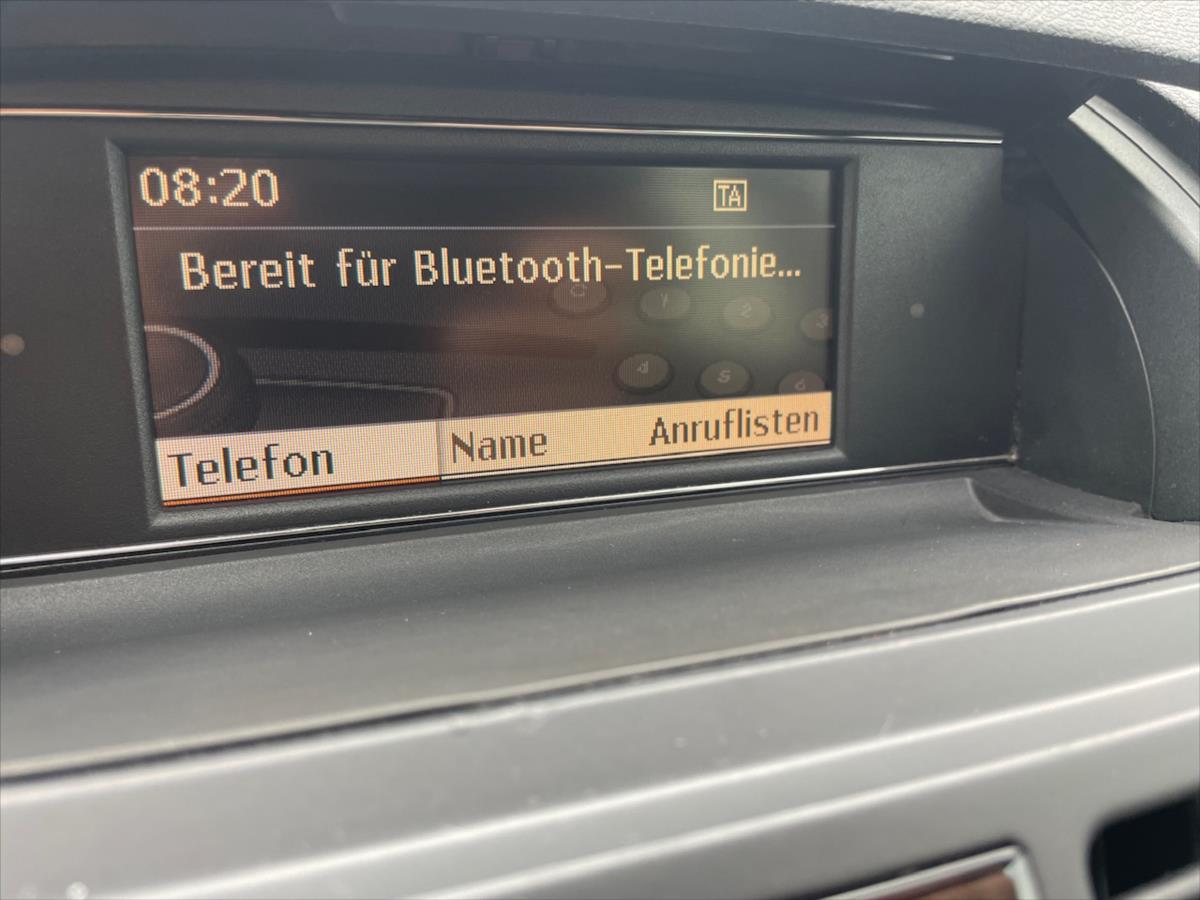 08:20 TA
Bereit für Bluetooth-Telefonie...
Telefon Name Anruflisten